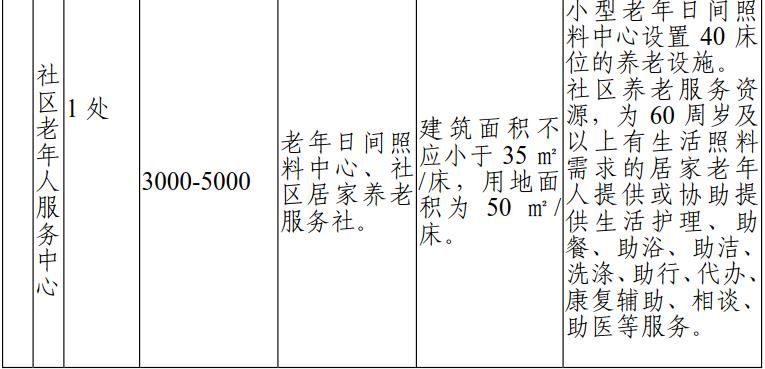 社区老年人服务中心
1 处
3000-5000
老年日间照
料中心、社
区居家养老
服务社。
建筑面积不
应小于 35 ㎡
/床，用地面
积为 50 ㎡/
床。
小型老年日间照
料中心设置 40 床
位的养老设施。
社区养老服务资
源，为 60 周岁及
以上有生活照料
需求的居家老年
人提供或协助提
供生活护理、助
餐、助浴、助洁、
洗涤、助行、代办、
康复辅助、相谈、
助医等服务。